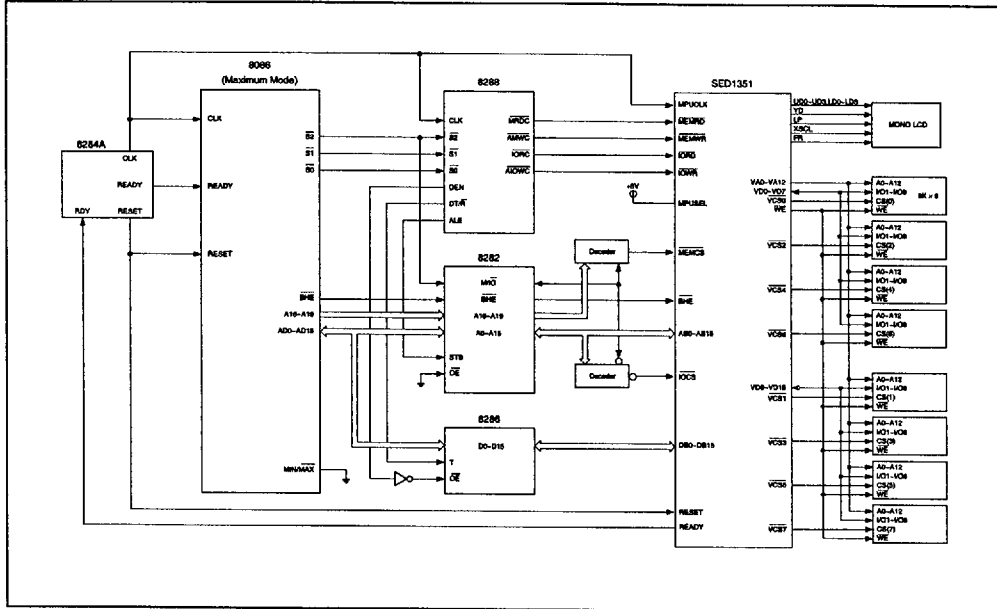 8086
(Maximum Mode)
8288
SED1351
CLK
S2
S1
S0
READY
RESET
BHE
A16-A19
AD0-AD15
MIN/MAX
8284A
CLK
READY
RDY
RESET
CLK
S2
S1
S0
DEN
DT/R
ALE
MRDC
AMWC
IORC
AIOWC
8282
M/IO
BHE
A16-A19
A0-A15
STB
OE
8286
D0-D15
T
OE
Decoder
Decoder
+5V
MPUCLK
MEMRD
MEMWR
IORD
IOWR
MPUSEL
MEMCS
BHE
AB0-AB15
IOCS
DB0-DB15
RESET
READY
UD0-UD3,LD0-LD3
YD
LP
XSCL
FR
MONO LCD
VA0-VA12
VD0-VD7
VCS0
WE
VCS2
VCS4
VCS6
VD8-VD15
VCS1
VCS3
VCS5
VCS7
A0-A12
I/O1-I/O8
CS(0)
WE
8K × 8
A0-A12
I/O1-I/O8
CS(2)
WE
A0-A12
I/O1-I/O8
CS(4)
WE
A0-A12
I/O1-I/O8
CS(6)
WE
A0-A12
I/O1-I/O8
CS(1)
WE
A0-A12
I/O1-I/O8
CS(3)
WE
A0-A12
I/O1-I/O8
CS(5)
WE
A0-A12
I/O1-I/O8
CS(7)
WE